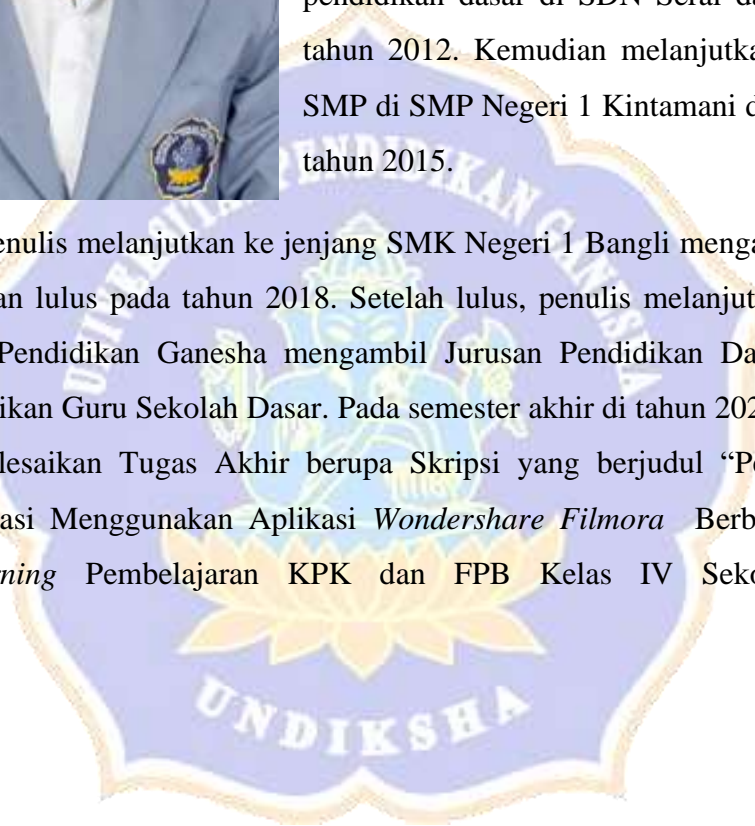 pendidikan dasar di SDN Serai da
tahun 2012. Kemudian melanjutka
SMP di SMP Negeri 1 Kintamani d
tahun 2015.
enulis melanjutkan ke jenjang SMK Negeri 1 Bangli menga
an lulus pada tahun 2018. Setelah lulus, penulis melanjut
Pendidikan Ganesha mengambil Jurusan Pendidikan Da
ikan Guru Sekolah Dasar. Pada semester akhir di tahun 202
lesaikan Tugas Akhir berupa Skripsi yang berjudul “Pe
asi Menggunakan Aplikasi Wondershare Filmora Berb
rning Pembelajaran KPK dan FPB Kelas IV Seko
UNDIKSHA